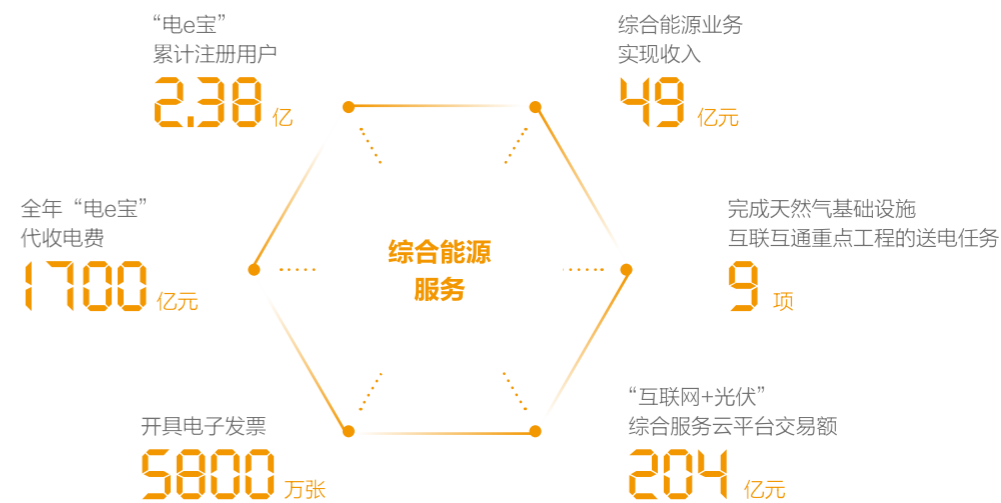 “电e宝”
累计注册用户
2.38 亿
综合能源业务
实现收入
49 亿元
全年“电e宝”
代收电费
1700 亿元
综合能源
服务
完成天然气基础设施
互联互通重点工程的送电任务
9 项
开具电子发票
5800 万张
“互联网+光伏”
综合服务云平台交易额
204 亿元